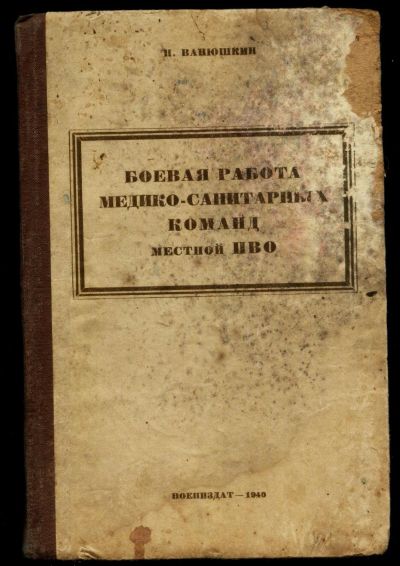 Н. ВАНЮШКИН
БОЕВАЯ РАБОТА
МЕДИКО-САНИТАРНЫХ
КОМАНД
МЕСТНОЙ ПВО
ВОЕНИЗДАТ — 1940